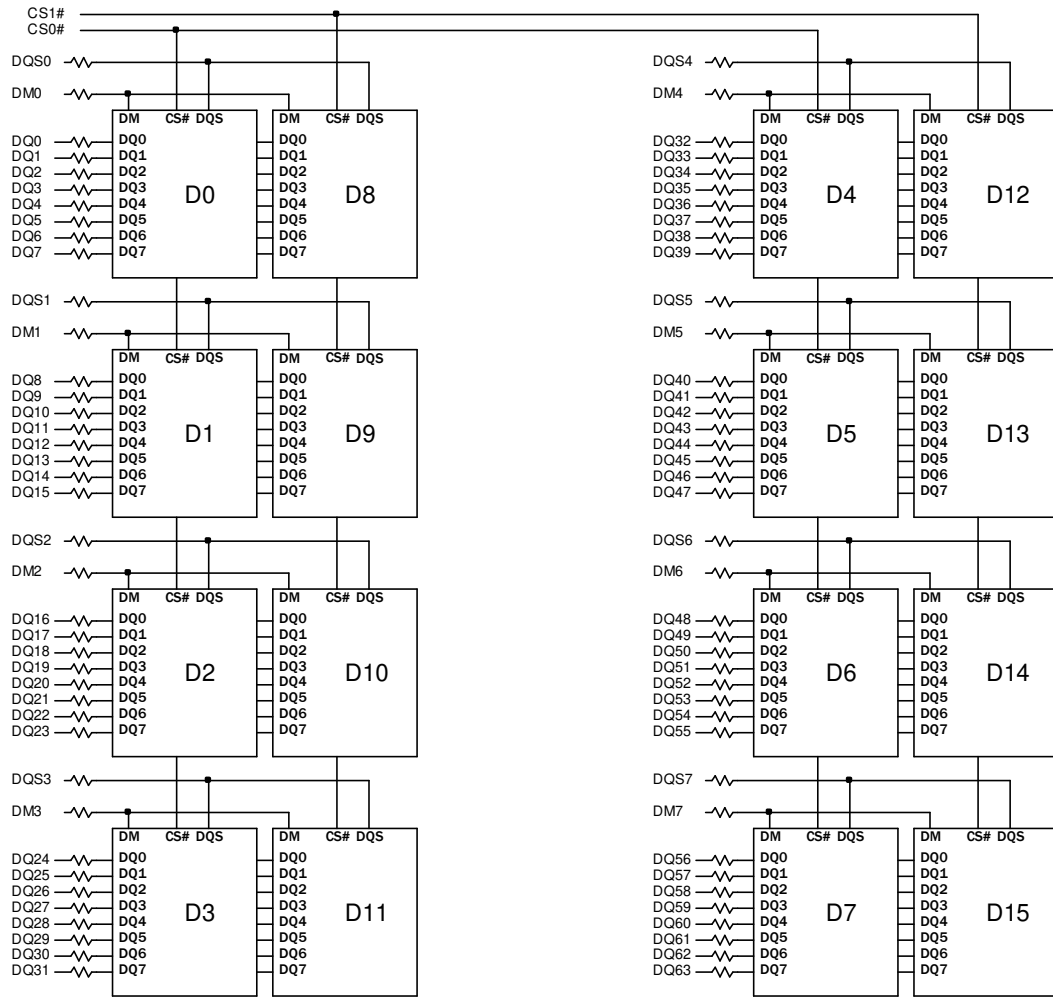 CS1#
CS0#
DQS0 DQS4
DM0 DM4
DM CS# DQS DM CS# DQS DM CS# DQS DM CS# DQS
DQ0 DQ0 DQ0 DQ32 DQ0 DQ0
DQ1 DQ1 DQ1 DQ33 DQ1 DQ1
DQ2 DQ2 DQ2 DQ34 DQ2 DQ2
DQ3 DQ3 D0 DQ3 D8 DQ35 DQ3 D4 DQ3 D12
DQ4 DQ4 DQ4 DQ36 DQ4 DQ4
DQ5 DQ5 DQ5 DQ37 DQ5 DQ5
DQ6 DQ6 DQ6 DQ38 DQ6 DQ6
DQ7 DQ7 DQ7 DQ39 DQ7 DQ7
DQS1 DQS5
DM1 DM5
DM CS# DQS DM CS# DQS DM CS# DQS DM CS# DQS
DQ8 DQ0 DQ0 DQ40 DQ0 DQ0
DQ9 DQ1 DQ1 DQ41 DQ1 DQ1
DQ10 DQ2 DQ2 DQ42 DQ2 DQ2
DQ11 DQ3 D1 DQ3 D9 DQ43 DQ3 D5 DQ3 D13
DQ12 DQ4 DQ4 DQ44 DQ4 DQ4
DQ13 DQ5 DQ5 DQ45 DQ5 DQ5
DQ14 DQ6 DQ6 DQ46 DQ6 DQ6
DQ15 DQ7 DQ7 DQ47 DQ7 DQ7
DQS2 DQS6
DM2 DM6
DM CS# DQS DM CS# DQS DM CS# DQS DM CS# DQS
DQ16 DQ0 DQ0 DQ48 DQ0 DQ0
DQ17 DQ1 DQ1 DQ49 DQ1 DQ1
DQ18 DQ2 DQ2 DQ50 DQ2 DQ2
DQ19 DQ3 D2 DQ3 D10 DQ51 DQ3 D6 DQ3 D14
DQ20 DQ4 DQ4 DQ52 DQ4 DQ4
DQ21 DQ5 DQ5 DQ53 DQ5 DQ5
DQ22 DQ6 DQ6 DQ54 DQ6 DQ6
DQ23 DQ7 DQ7 DQ55 DQ7 DQ7
DQS3 DQS7
DM3 DM7
DM CS# DQS DM CS# DQS DM CS# DQS DM CS# DQS
DQ24 DQ0 DQ0 DQ56 DQ0 DQ0
DQ25 DQ1 DQ1 DQ57 DQ1 DQ1
DQ26 DQ2 DQ2 DQ58 DQ2 DQ2
DQ27 DQ3 D3 DQ3 D11 DQ59 DQ3 D7 DQ3 D15
DQ28 DQ4 DQ4 DQ60 DQ4 DQ4
DQ29 DQ5 DQ5 DQ61 DQ5 DQ5
DQ30 DQ6 DQ6 DQ62 DQ6 DQ6
DQ31 DQ7 DQ7 DQ63 DQ7 DQ7